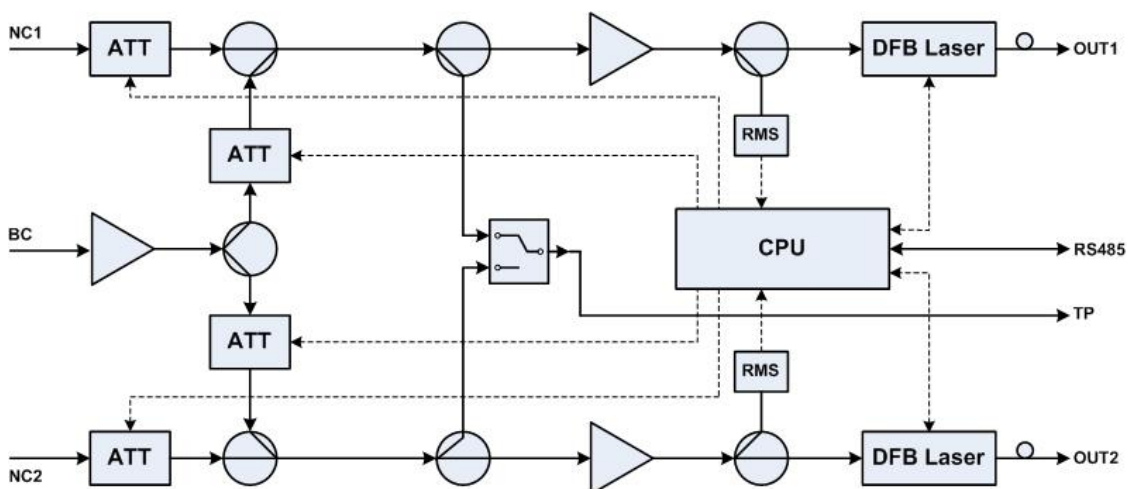 NC1
ATT
DFB Laser
OUT1
RMS
ATT
BC
CPU
RS485
TP
ATT
RMS
NC2
ATT
DFB Laser
OUT2